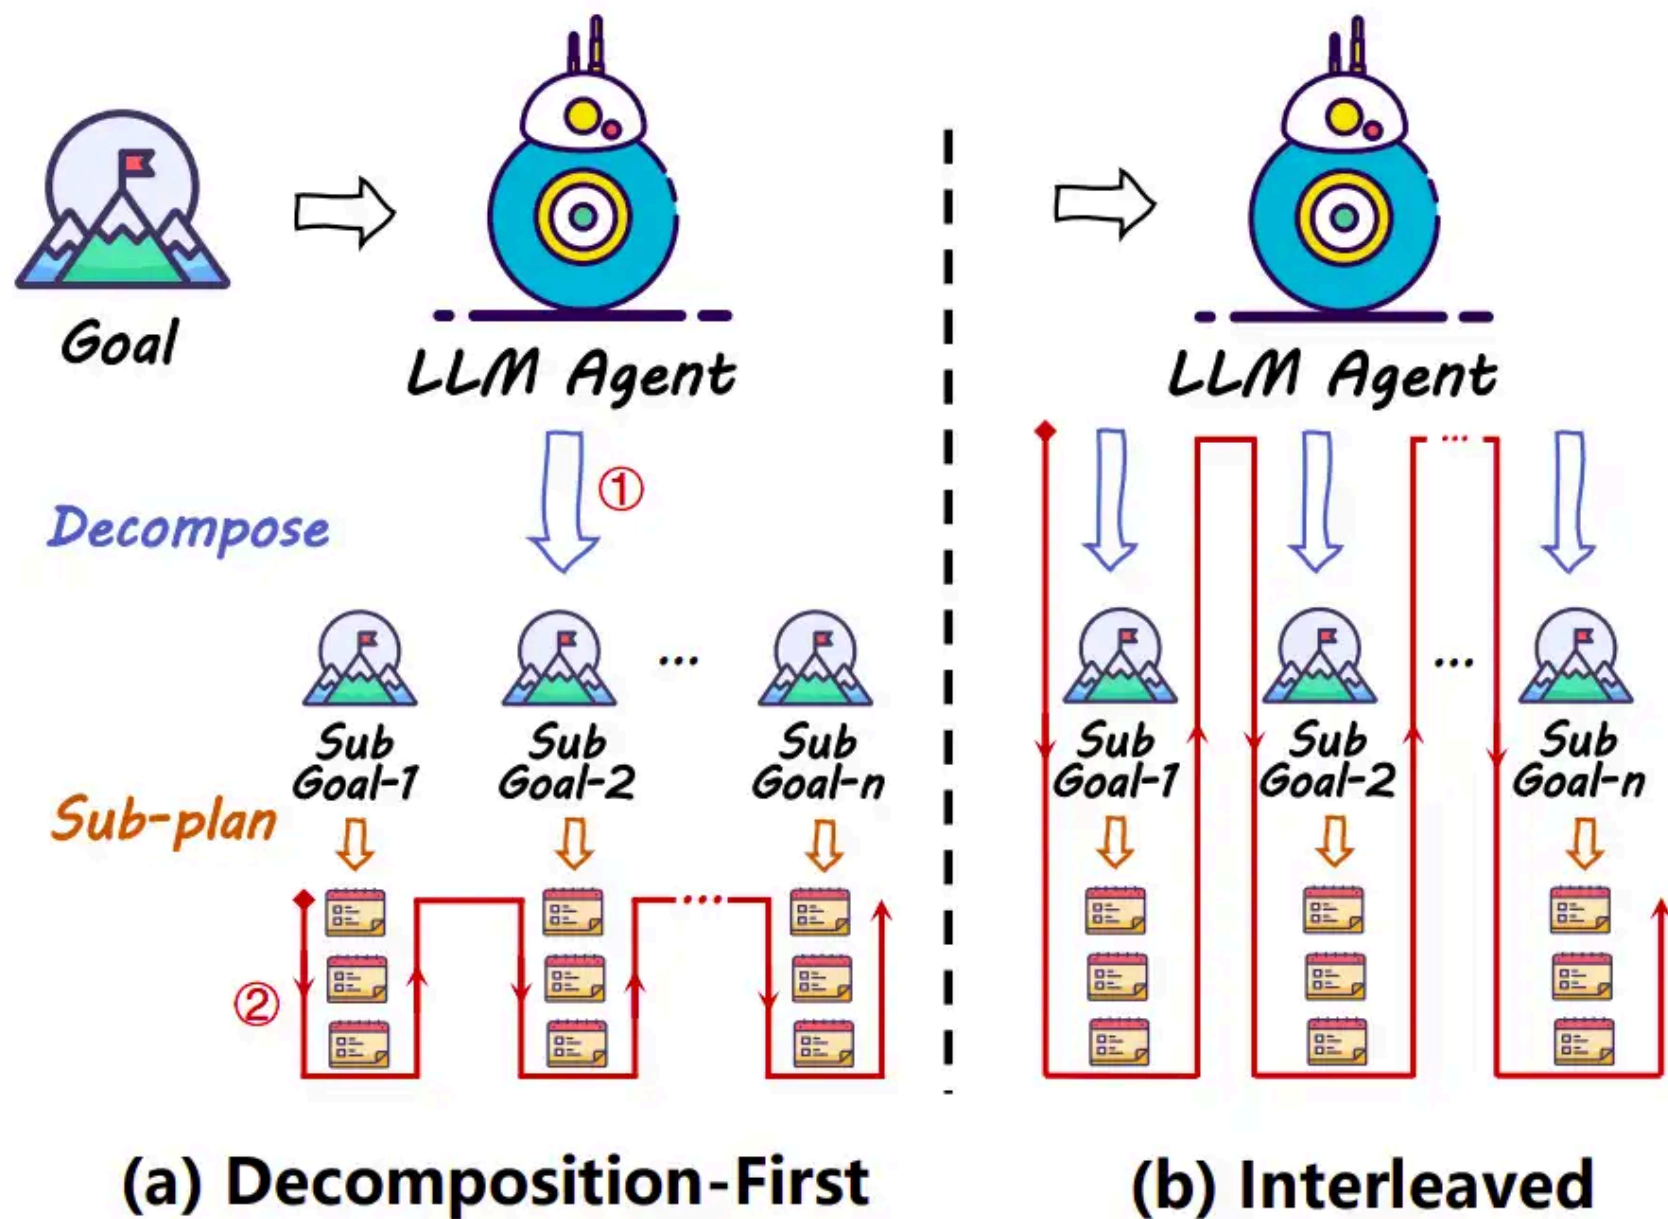 Goal
LLM Agent
LLM Agent
Decompose
①
...
Sub
Goal-1
Sub
Goal-2
...
Sub
Goal-n
Sub
Goal-1
Sub
Goal-2
...
Sub
Goal-n
Sub-plan
...
②
(a) Decomposition-First
(b) Interleaved